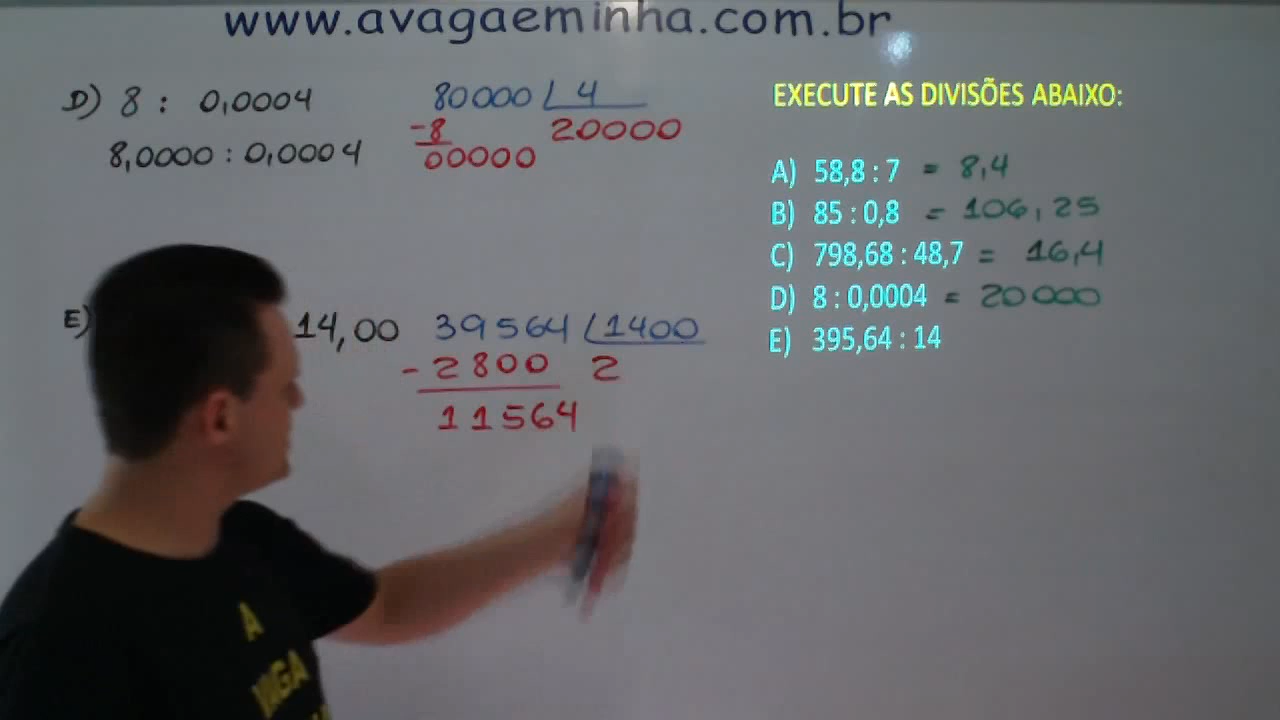 www.avagaeminha.com.br
D) 8 : 0,0004
8,0000 : 0,0004
80000 4
-8 20000
00000
E) 14,00
39564 1400
- 2800 2
11564
EXECUTE AS DIVISÕES ABAIXO:
A) 58,8 : 7 = 8,4
B) 85 : 0,8 = 106,25
C) 798,68 : 48,7 = 16,4
D) 8 : 0,0004 = 20000
E) 395,64 : 14
A